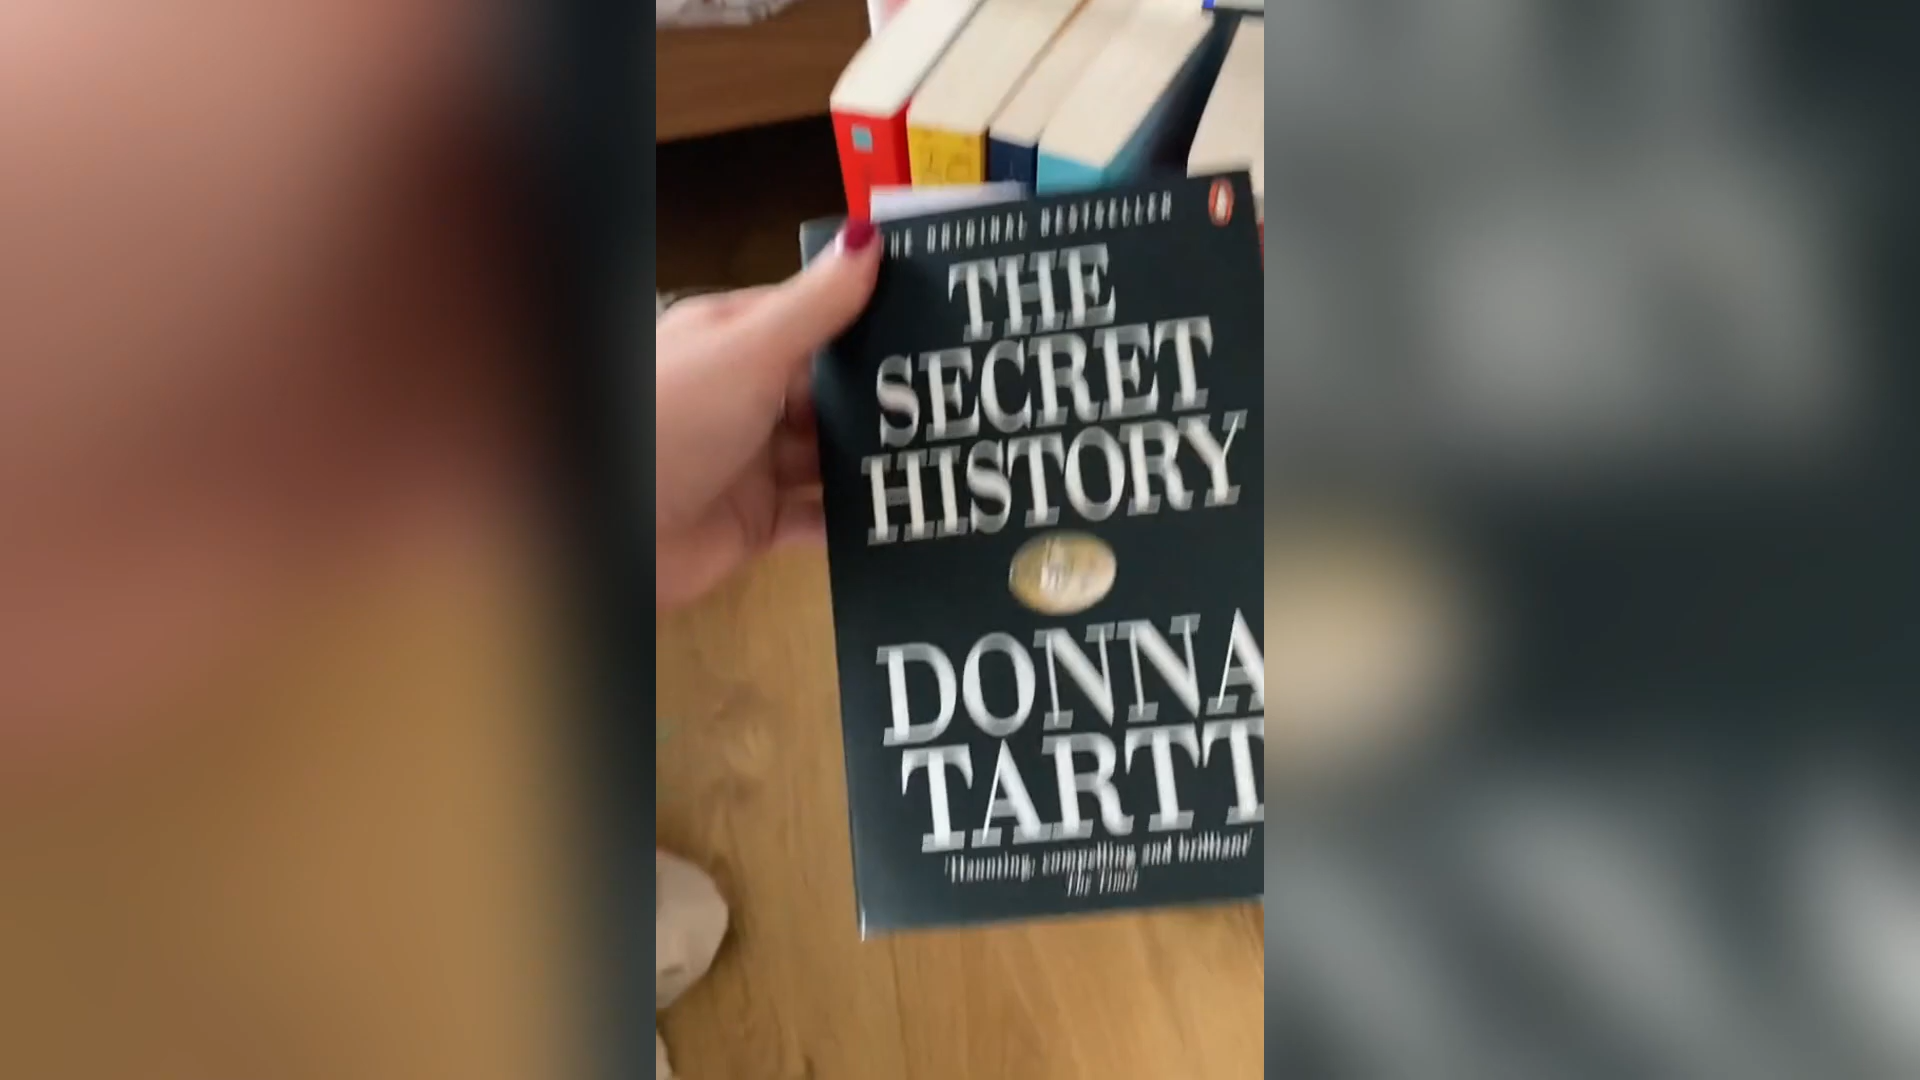 THE ORIGINAL BESTSELLER
THE
SECRET
HISTORY
DONNA
TARTT
'Haunting, compelling and brilliant'
The Times